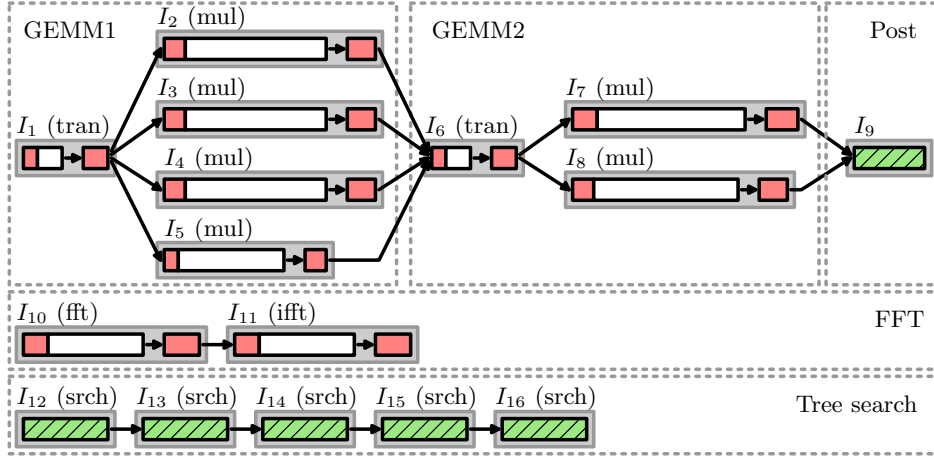 GEMM1
I2 (mul)
GEMM2
Post
I3 (mul)
I7 (mul)
I1 (tran)
I6 (tran)
I9
I4 (mul)
I8 (mul)
I5 (mul)
I10 (fft)
I11 (ifft)
FFT
I12 (srch)
I13 (srch)
I14 (srch)
I15 (srch)
I16 (srch)
Tree search